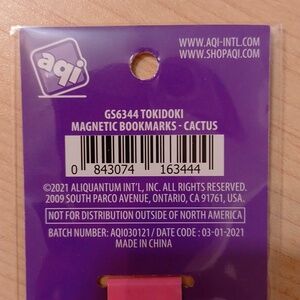 aqi
WWW.AQI-INTL.COM
WWW.SHOPAQI.COM
GS6344 TOKIDOKI
MAGNETIC BOOKMARKS - CACTUS
0 843074 163444 7
©2021 ALIQUANTUM INT'L, INC. ALL RIGHTS RESERVED.
2009 SOUTH PARCO AVENUE, ONTARIO, CA 91761, USA.
NOT FOR DISTRIBUTION OUTSIDE OF NORTH AMERICA
BATCH NUMBER: AQI030121 / DATE CODE : 03-01-2021
MADE IN CHINA